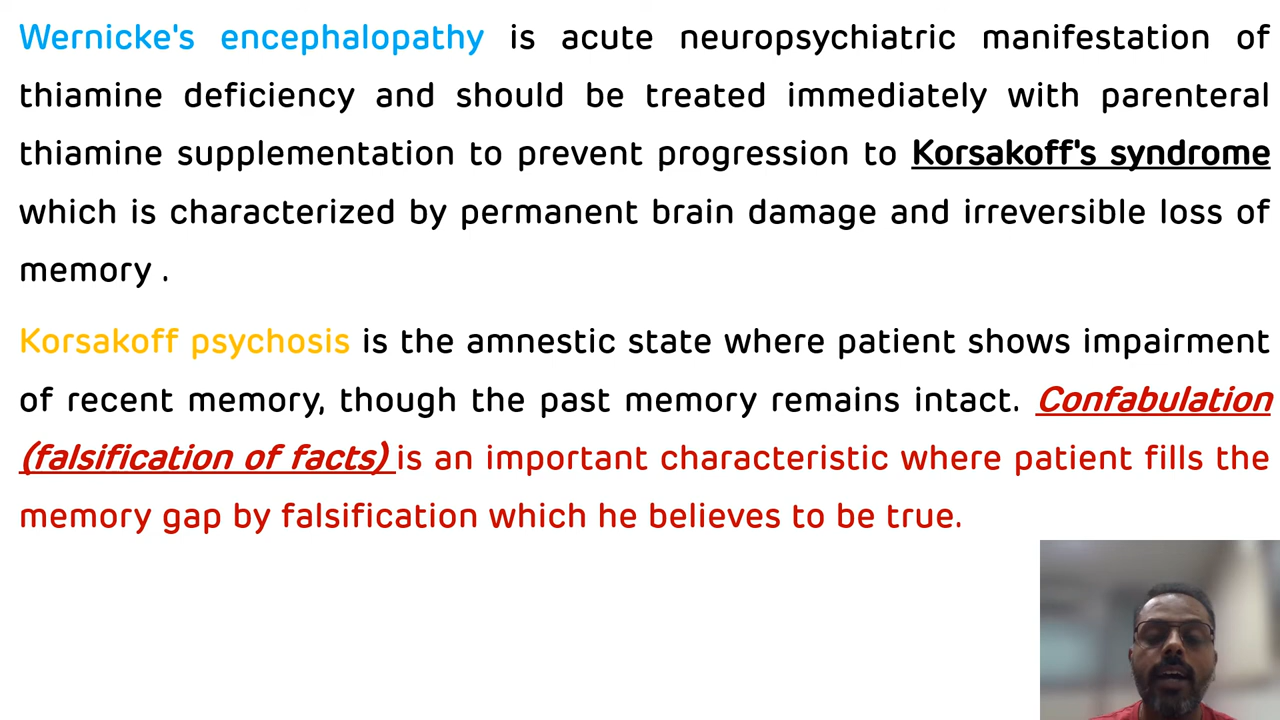 Wernicke's encephalopathy is acute neuropsychiatric manifestation of
thiamine deficiency and should be treated immediately with parenteral
thiamine supplementation to prevent progression to Korsakoff's syndrome
which is characterized by permanent brain damage and irreversible loss of
memory .
Korsakoff psychosis is the amnestic state where patient shows impairment
of recent memory, though the past memory remains intact. Confabulation
(falsification of facts) is an important characteristic where patient fills the
memory gap by falsification which he believes to be true.